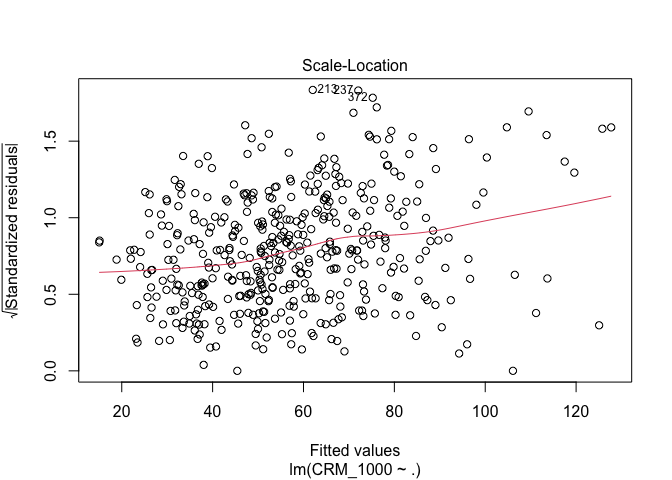 Scale-Location
213
237
372
√|Standardized residuals|
0.0
0.5
1.0
1.5
20 40 60 80 100 120
Fitted values
lm(CRM_1000 ~ .)